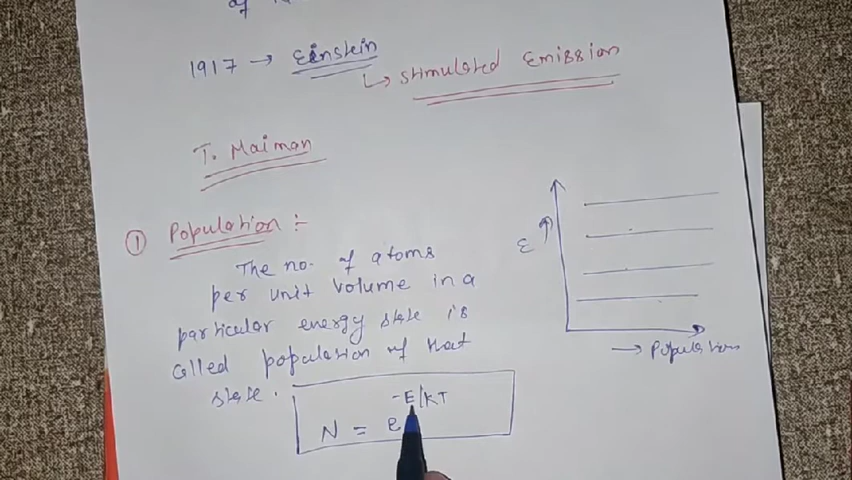 of
1917 → Einstein
↳ stimulated Emission
T. Maiman
① Population :-
The no. of atoms
per unit volume in a
particular energy state is
called population of that
state.
N = e^-E/KT
E
→ Population